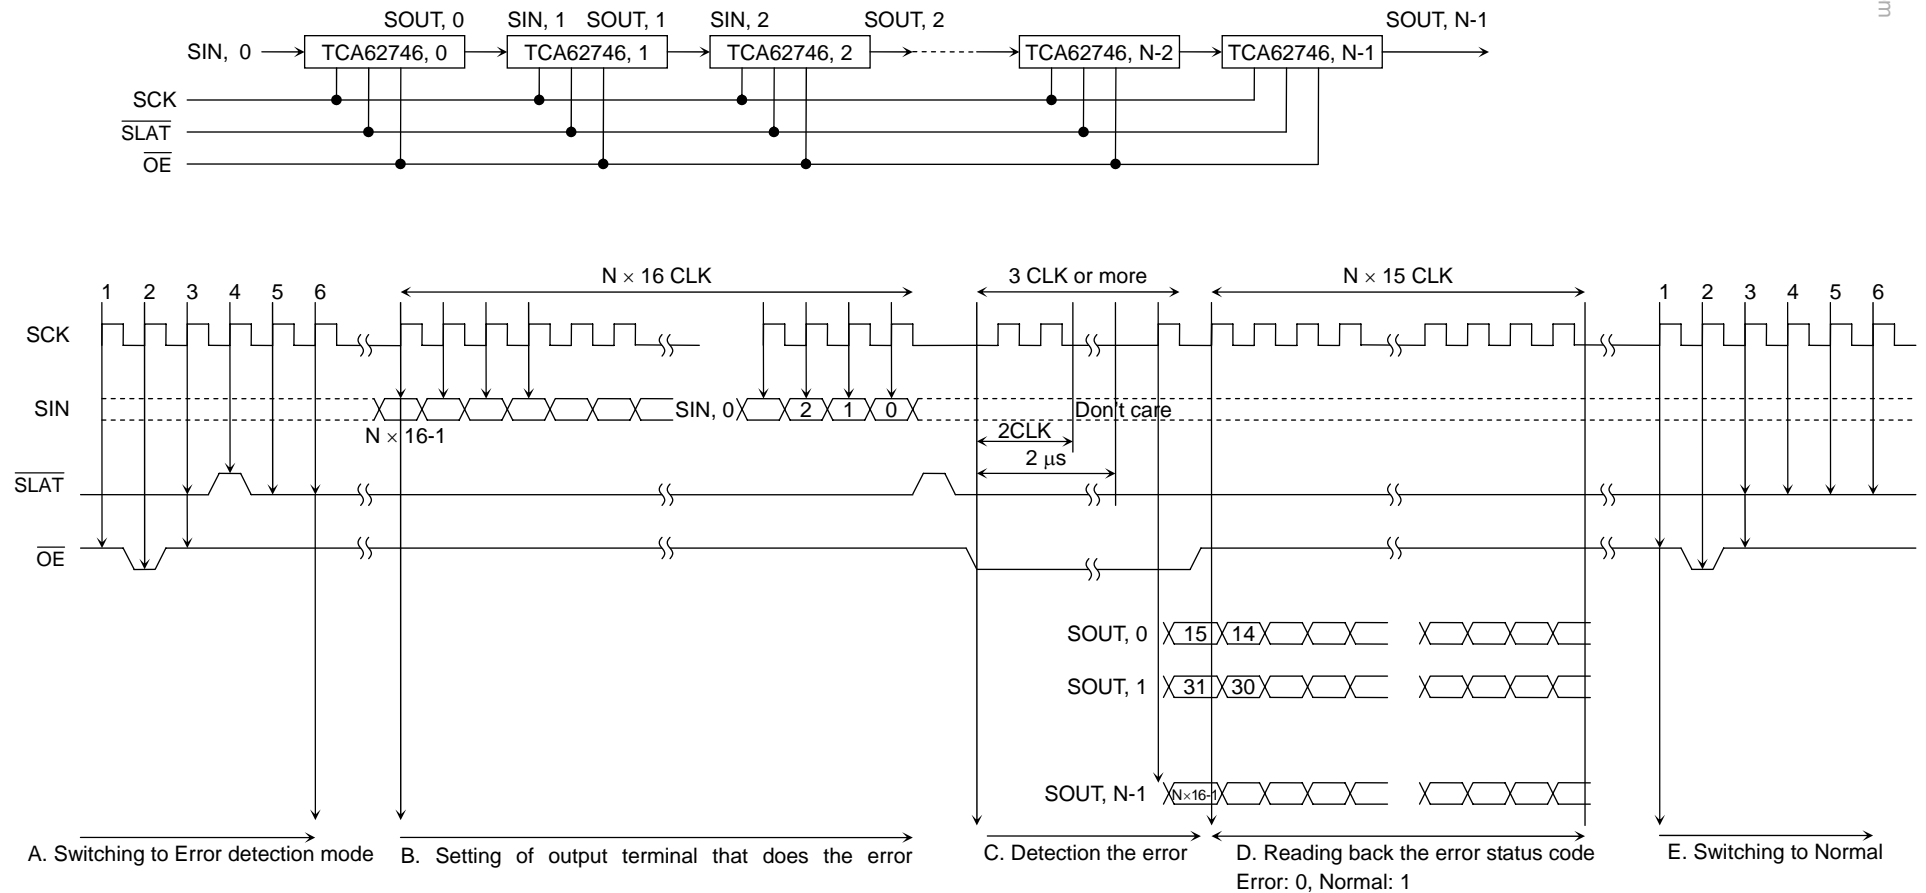 m
SOUT, 0 SIN, 1 SOUT, 1 SIN, 2 SOUT, 2 SOUT, N-1
SIN, 0 TCA62746, 0 TCA62746, 1 TCA62746, 2 TCA62746, N-2 TCA62746, N-1
SCK
SLAT
OE
N × 16 CLK 3 CLK or more N × 15 CLK
1 2 3 4 5 6 1 2 3 4 5 6
SCK
SIN SIN, 0 2 1 0 Don't care
N × 16-1 2CLK
2 μs
SLAT
OE
SOUT, 0 15 14
SOUT, 1 31 30
SOUT, N-1 N×16-1
A. Switching to Error detection mode B. Setting of output terminal that does the error C. Detection the error D. Reading back the error status code E. Switching to Normal
Error: 0, Normal: 1